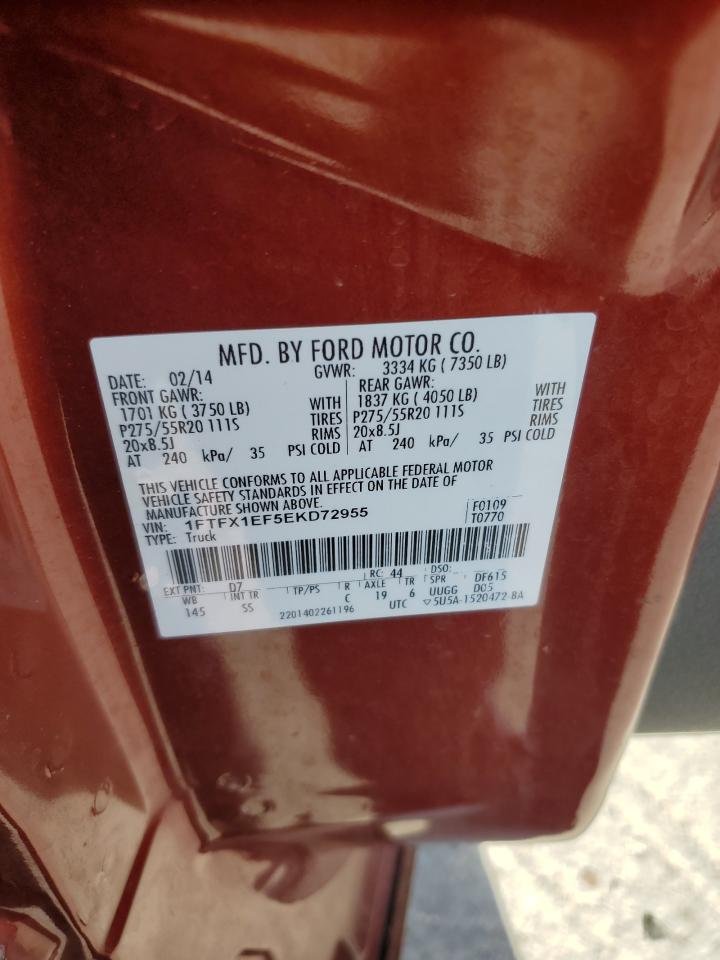 MFD. BY FORD MOTOR CO.
DATE: 02/14 GVWR: 3334 KG ( 7350 LB)
FRONT GAWR: REAR GAWR:
1701 KG ( 3750 LB) WITH 1837 KG ( 4050 LB) WITH
P275/55R20 111S TIRES P275/55R20 111S TIRES
20x8.5J RIMS 20x8.5J RIMS
AT 240 kPa/ 35 PSI COLD AT 240 kPa/ 35 PSI COLD
THIS VEHICLE CONFORMS TO ALL APPLICABLE FEDERAL MOTOR
VEHICLE SAFETY STANDARDS IN EFFECT ON THE DATE OF
MANUFACTURE SHOWN ABOVE.
VIN: 1FTFX1EF5EKD72955 F0109
TYPE: Truck T0770
EXT PNT: D7 RC: 44 DSO:
WB INT TR TP/PS R AXLE TR SPR DF615
145 SS C 19 6 UUGG D05
2201402261196 UTC ▽5U5A-1520472-BA